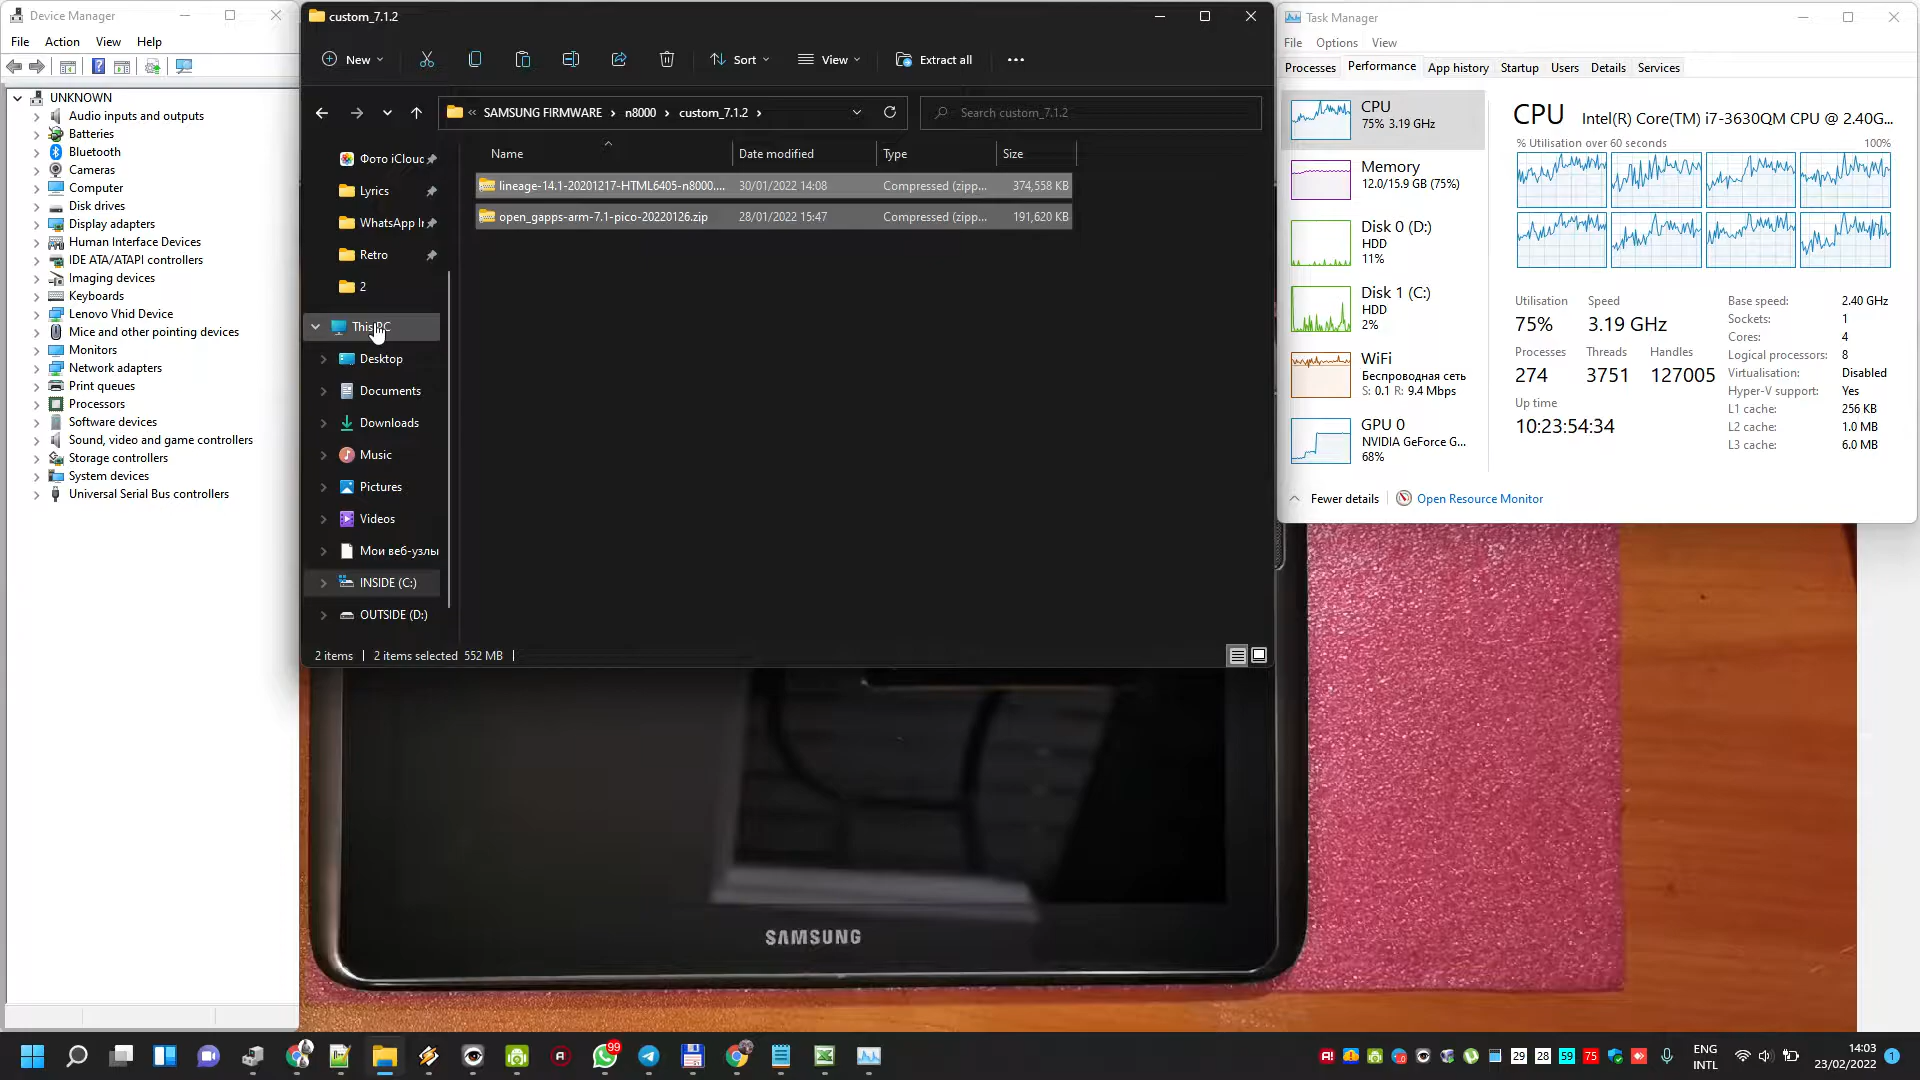 Device Manager
File Action View Help
UNKNOWN
Audio inputs and outputs
Batteries
Bluetooth
Cameras
Computer
Disk drives
Display adapters
Human Interface Devices
IDE ATA/ATAPI controllers
Imaging devices
Keyboards
Lenovo Vhid Device
Mice and other pointing devices
Monitors
Network adapters
Print queues
Processors
Software devices
Sound, video and game controllers
Storage controllers
System devices
Universal Serial Bus controllers
custom_7.1.2
New Sort View Extract all
« SAMSUNG FIRMWARE › n8000 › custom_7.1.2 ›
Search custom_7.1.2
Name Date modified Type Size
lineage-14.1-20201217-HTML6405-n8000.... 30/01/2022 14:08 Compressed (zipp... 374,558 KB
open_gapps-arm-7.1-pico-20220126.zip 28/01/2022 15:47 Compressed (zipp... 191,620 KB
Фото iClouc
Lyrics
WhatsApp Ir
Retro
2
This PC
Desktop
Documents
Downloads
Music
Pictures
Videos
Мои веб-узлы
INSIDE (C:)
OUTSIDE (D:)
2 items 2 items selected 552 MB
Task Manager
File Options View
Processes Performance App history Startup Users Details Services
CPU
75% 3.19 GHz
Memory
12.0/15.9 GB (75%)
Disk 0 (D:)
HDD
11%
Disk 1 (C:)
HDD
2%
WiFi
Беспроводная сеть
S: 0.1 R: 9.4 Mbps
GPU 0
NVIDIA GeForce G...
68%
CPU Intel(R) Core(TM) i7-3630QM CPU @ 2.40G...
% Utilisation over 60 seconds 100%
Utilisation Speed
75% 3.19 GHz
Processes Threads Handles
274 3751 127005
Up time
10:23:54:34
Base speed: 2.40 GHz
Sockets: 1
Cores: 4
Logical processors: 8
Virtualisation: Disabled
Hyper-V support: Yes
L1 cache: 256 KB
L2 cache: 1.0 MB
L3 cache: 6.0 MB
Fewer details Open Resource Monitor
SAMSUNG
99
29 28 59 75
ENG
INTL
14:03
23/02/2022
1